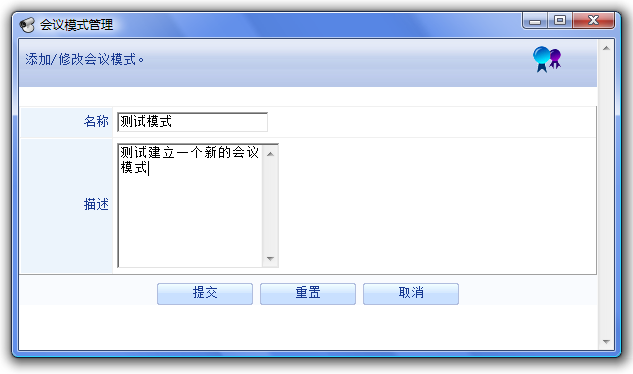 会议模式管理
添加/修改会议模式。
名称 测试模式
描述 测试建立一个新的会议
模式
提交 重置 取消